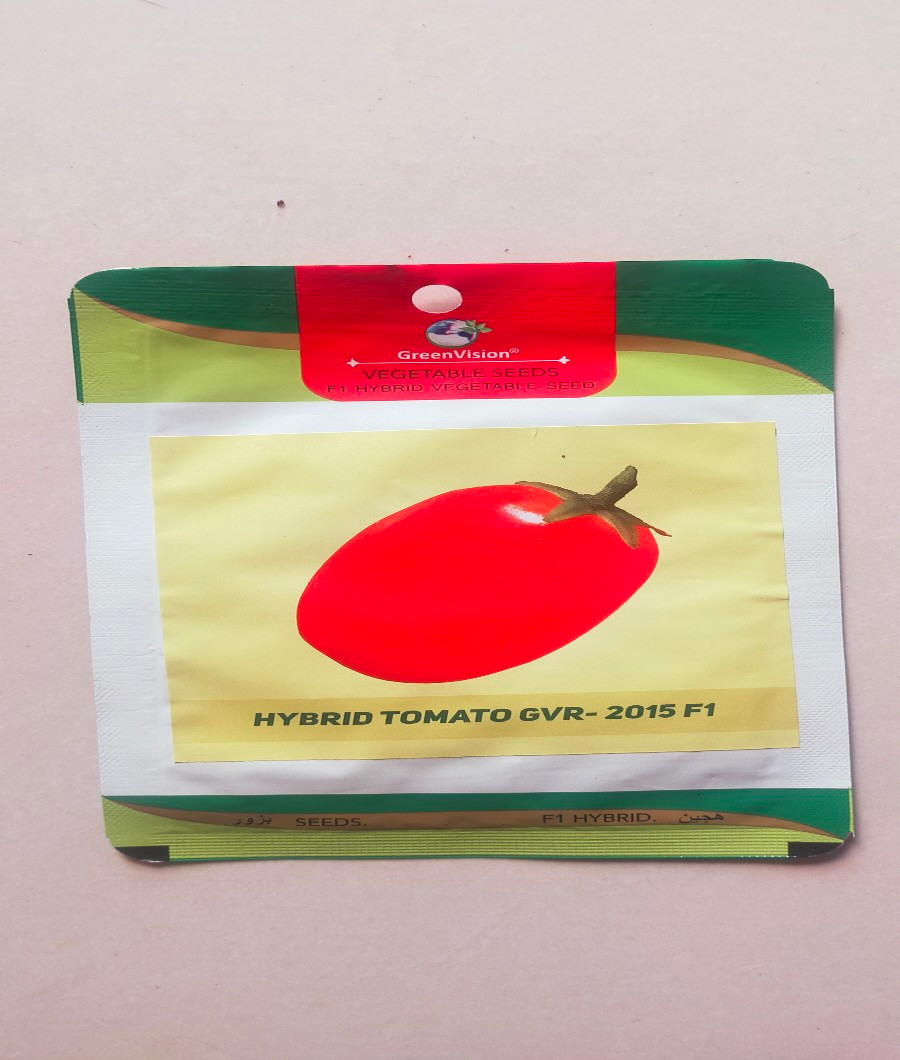 GreenVision®
VEGETABLE SEEDS
F1 HYBRID VEGETABLE SEED
HYBRID TOMATO GVR- 2015 F1
بزور SEEDS. F1 HYBRID. هجين